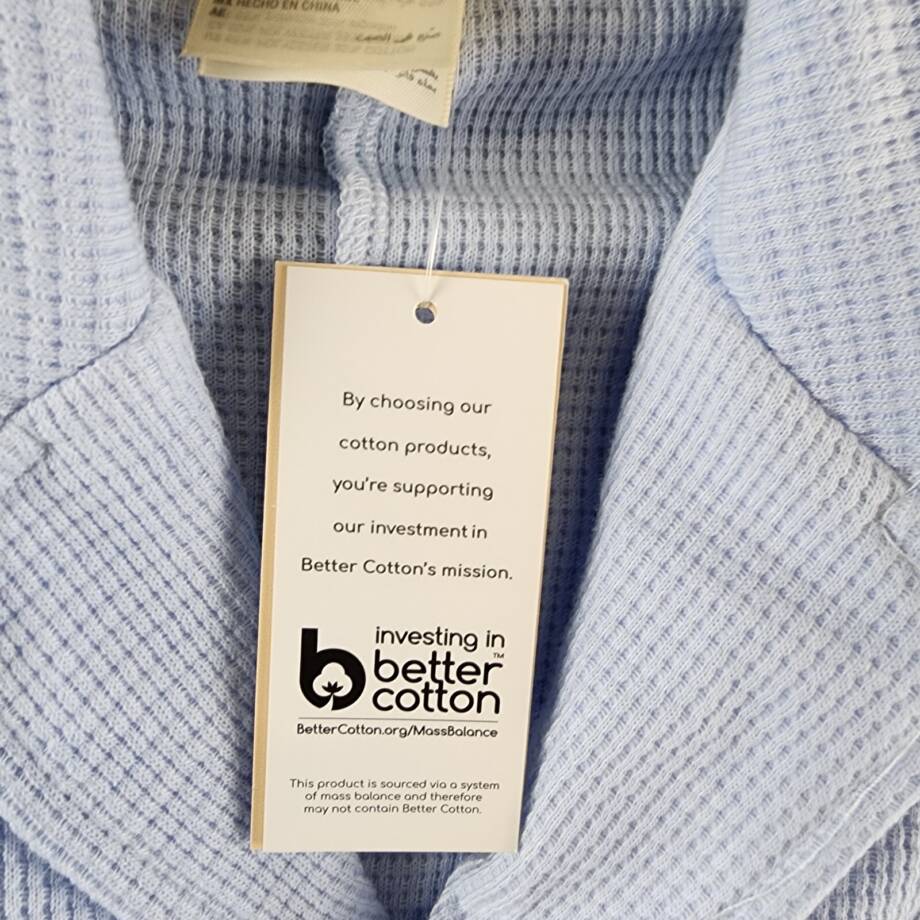 HECHO EN CHINA
By choosing our
cotton products,
you're supporting
our investment in
Better Cotton's mission.
investing in
better™
cotton
BetterCotton.org/MassBalance
This product is sourced via a system
of mass balance and therefore
may not contain Better Cotton.